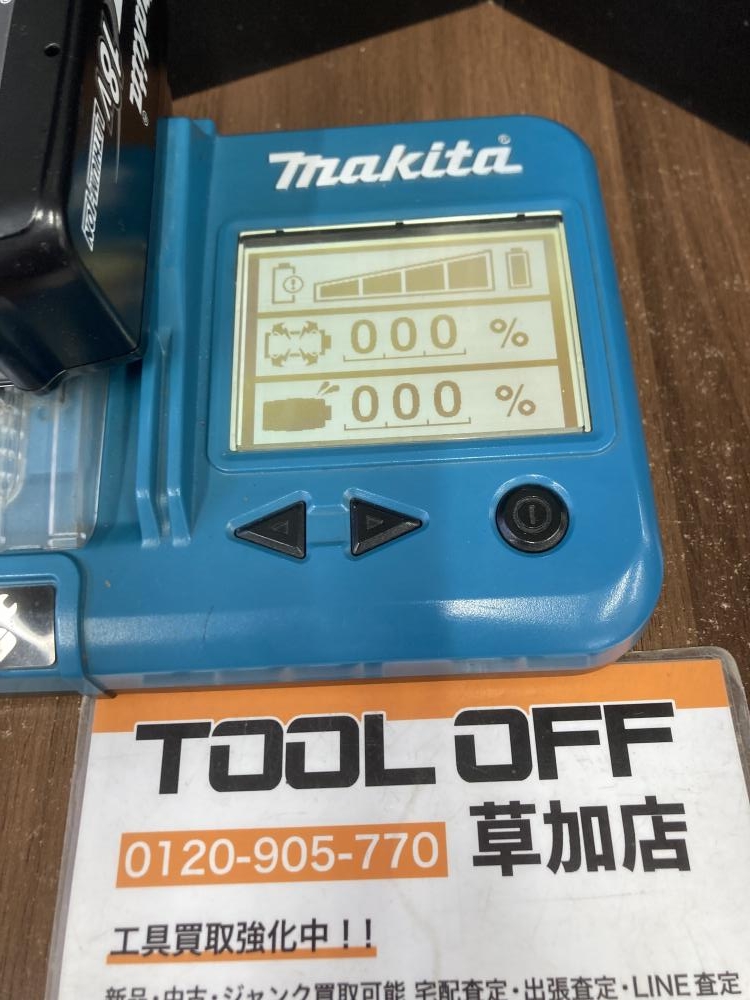 makita
18V
makita
000 %
000 %
TOOL OFF
0120-905-770 草加店
工具買取強化中!!
新品・中古・ジャンク買取可能 宅配査定・出張査定・LINE査定